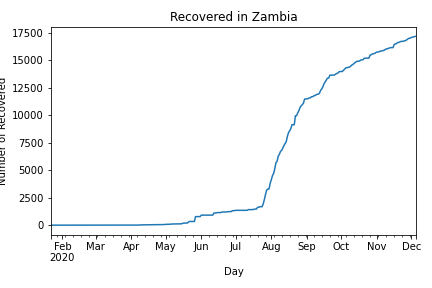 Recovered in Zambia
Number of Recovered
17500
15000
12500
10000
7500
5000
2500
0
Feb Mar Apr May Jun Jul Aug Sep Oct Nov Dec
2020
Day